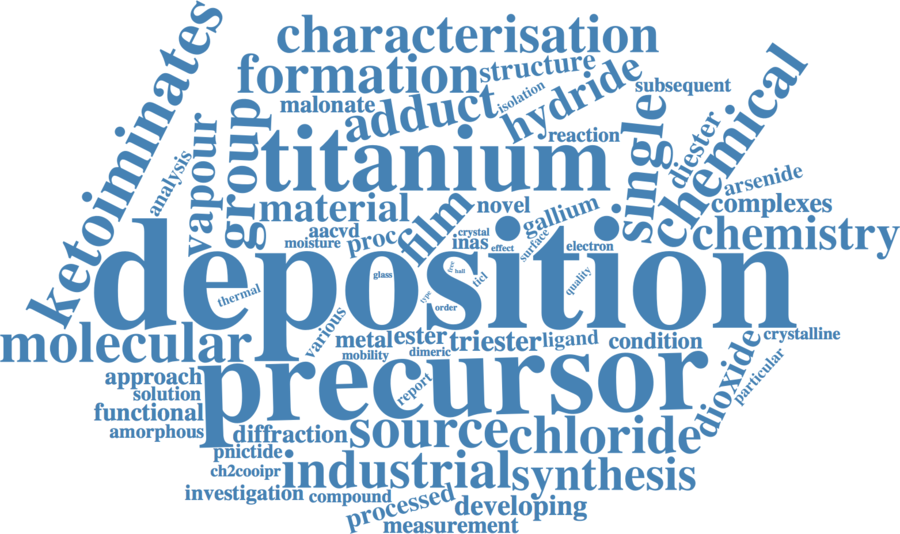 characterisation
formation
structure
ketoiminates
malonate
adduct
isolation
hydride
subsequent
chemical
analysis
vapour
group
titanium
reaction
single
diester
arsenide
material
novel
gallium
complexes
aacvd
moisture
proc
film
crystal
inas
effect
surface
electron
chemistry
deposition
thermal
glass
free
hall
type
order
ticl
quality
molecular
various
metal
ester
triester
ligand
condition
dioxide
crystalline
mobility
dimeric
particular
approach
solution
functional
amorphous
precursor
report
diffraction
source
chloride
pnictide
ch2cooipr
industrial
synthesis
investigation
compound
processed
developing
measurement